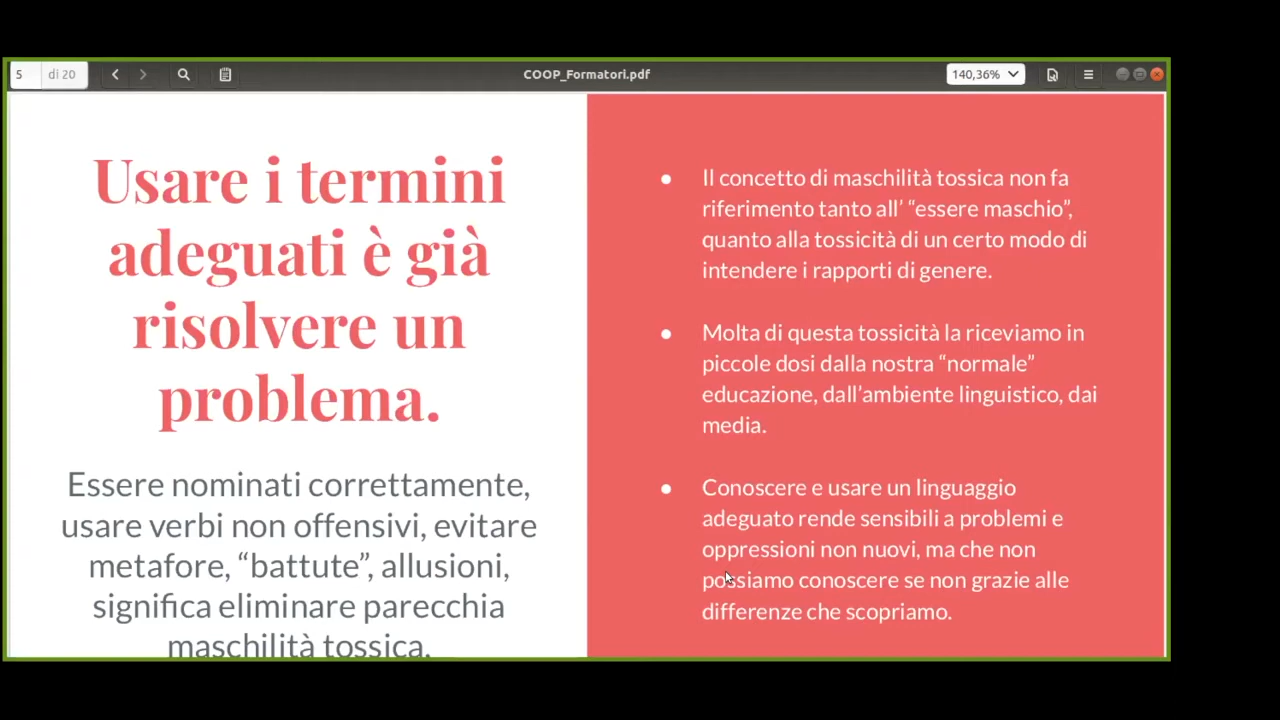 5 di 20
COOP_Formatori.pdf
140,36%
Usare i termini
adeguati è già
risolvere un
problema.
Essere nominati correttamente,
usare verbi non offensivi, evitare
metafore, “battute”, allusioni,
significa eliminare parecchia
maschilità tossica.
● Il concetto di maschilità tossica non fa
riferimento tanto all’ “essere maschio”,
quanto alla tossicità di un certo modo di
intendere i rapporti di genere.
● Molta di questa tossicità la riceviamo in
piccole dosi dalla nostra “normale”
educazione, dall’ambiente linguistico, dai
media.
● Conoscere e usare un linguaggio
adeguato rende sensibili a problemi e
oppressioni non nuovi, ma che non
possiamo conoscere se non grazie alle
differenze che scopriamo.